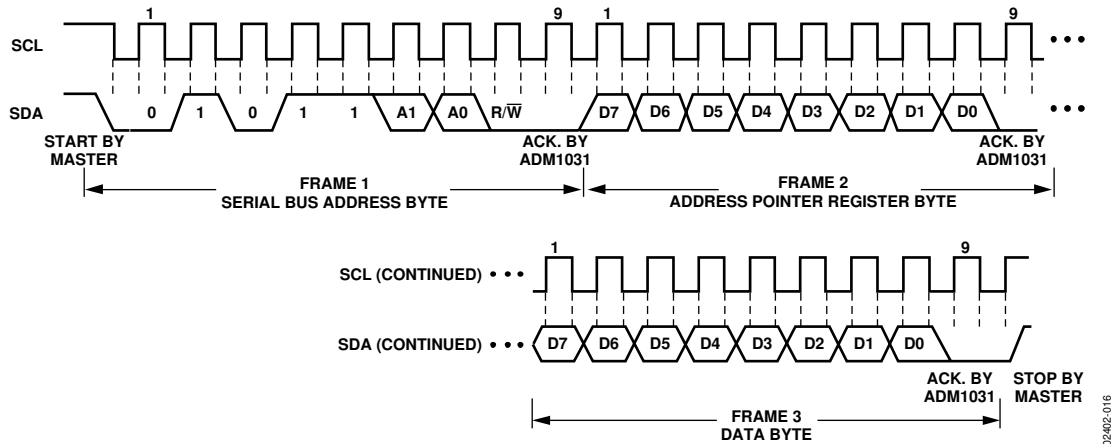 1 9 1 9
SCL
SDA 0 1 0 1 1 A1 A0 R/W̅ D7 D6 D5 D4 D3 D2 D1 D0
START BY MASTER
ACK. BY ADM1031
ACK. BY ADM1031
FRAME 1
SERIAL BUS ADDRESS BYTE
FRAME 2
ADDRESS POINTER REGISTER BYTE
1 9
SCL (CONTINUED)
SDA (CONTINUED) D7 D6 D5 D4 D3 D2 D1 D0
ACK. BY ADM1031
STOP BY MASTER
FRAME 3
DATA BYTE
02402-016